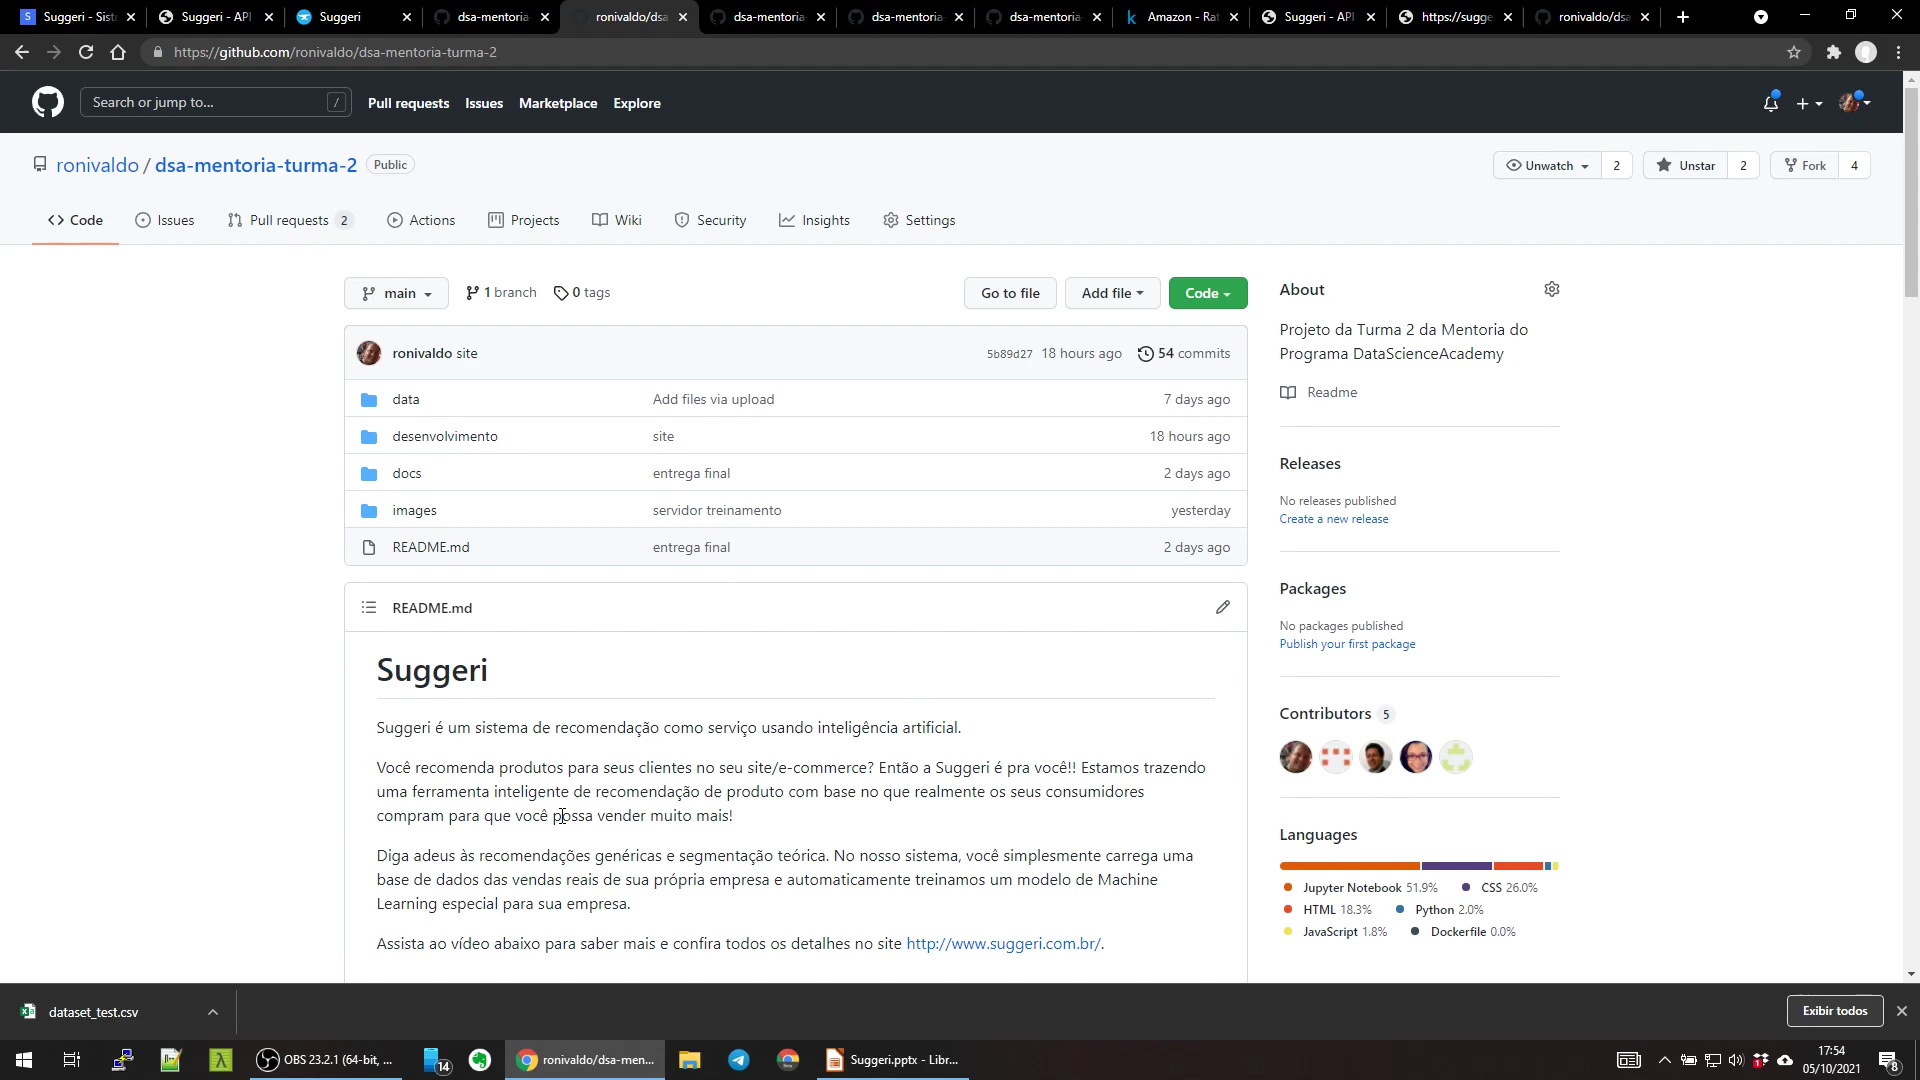 Suggeri - Sist
Suggeri - API
Suggeri
dsa-mentoria-
ronivaldo/dsa
dsa-mentoria-
dsa-mentoria-
dsa-mentoria-
Amazon - Rat
Suggeri - API
https://sugge
ronivaldo/dsa
https://github.com/ronivaldo/dsa-mentoria-turma-2
Search or jump to... /
Pull requests Issues Marketplace Explore
ronivaldo / dsa-mentoria-turma-2 Public
Unwatch 2 Unstar 2 Fork 4
Code Issues Pull requests 2 Actions Projects Wiki Security Insights Settings
main 1 branch 0 tags Go to file Add file Code
ronivaldo site 5b89d27 18 hours ago 54 commits
data Add files via upload 7 days ago
desenvolvimento site 18 hours ago
docs entrega final 2 days ago
images servidor treinamento yesterday
README.md entrega final 2 days ago
README.md
Suggeri
Suggeri é um sistema de recomendação como serviço usando inteligência artificial.
Você recomenda produtos para seus clientes no seu site/e-commerce? Então a Suggeri é pra você!! Estamos trazendo
uma ferramenta inteligente de recomendação de produto com base no que realmente os seus consumidores
compram para que você possa vender muito mais!
Diga adeus às recomendações genéricas e segmentação teórica. No nosso sistema, você simplesmente carrega uma
base de dados das vendas reais de sua própria empresa e automaticamente treinamos um modelo de Machine
Learning especial para sua empresa.
Assista ao vídeo abaixo para saber mais e confira todos os detalhes no site http://www.suggeri.com.br/.
About
Projeto da Turma 2 da Mentoria do
Programa DataScienceAcademy
Readme
Releases
No releases published
Create a new release
Packages
No packages published
Publish your first package
Contributors 5
Languages
Jupyter Notebook 51.9% CSS 26.0%
HTML 18.3% Python 2.0%
JavaScript 1.8% Dockerfile 0.0%
dataset_test.csv
Exibir todos
OBS 23.2.1 (64-bit, ...
14
ronivaldo/dsa-men...
Suggeri.pptx - Libr...
17:54
05/10/2021
8